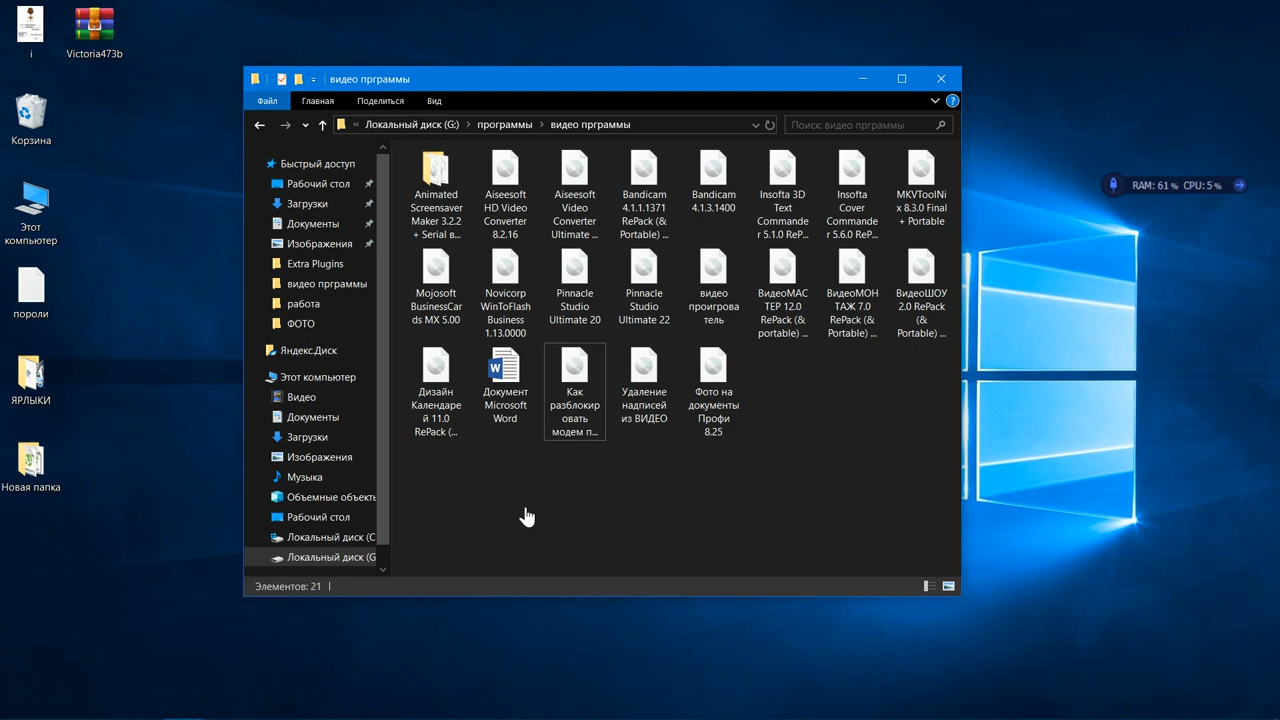 i
Victoria473b
Корзина
Этот
компьютер
пороли
ЯРЛЫКИ
Новая папка
видео прграммы
Файл
Главная
Поделиться
Вид
Локальный диск (G:)
программы
видео прграммы
Поиск: видео прграммы
Быстрый доступ
Рабочий стол
Загрузки
Документы
Изображения
Extra Plugins
видео прграммы
работа
ФОТО
Яндекс.Диск
Этот компьютер
Видео
Документы
Загрузки
Изображения
Музыка
Объемные объекть
Рабочий стол
Локальный диск (C
Локальный диск (G
Animated
Screensaver
Maker 3.2.2
+ Serial в...
Aiseesoft
HD Video
Converter
8.2.16
Aiseesoft
Video
Converter
Ultimate ...
Bandicam
4.1.1.1371
RePack (&
Portable) ...
Bandicam
4.1.3.1400
Insofta 3D
Text
Commande
r 5.1.0 ReP...
Insofta
Cover
Commande
r 5.6.0 ReP...
MKVToolNi
x 8.3.0 Final
+ Portable
Mojosoft
BusinessCar
ds MX 5.00
Novicorp
WinToFlash
Business
1.13.0000
Pinnacle
Studio
Ultimate 20
Pinnacle
Studio
Ultimate 22
видео
проигрова
тель
ВидеоМАС
ТЕР 12.0
RePack (&
portable) ...
ВидеоМОН
ТАЖ 7.0
RePack (&
Portable) ...
ВидеоШОУ
2.0 RePack
(&
Portable) ...
Дизайн
Календаре
й 11.0
RePack (...
Документ
Microsoft
Word
Как
разблокир
овать
модем п...
Удаление
надписей
из ВИДЕО
Фото на
документы
Профи
8.25
Элементов: 21
RAM: 61 % CPU: 5 %